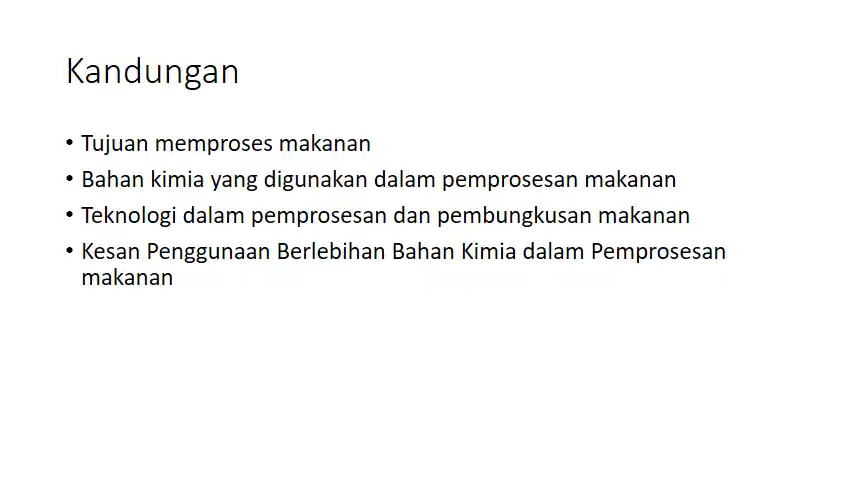 Kandungan
• Tujuan memproses makanan
• Bahan kimia yang digunakan dalam pemprosesan makanan
• Teknologi dalam pemprosesan dan pembungkusan makanan
• Kesan Penggunaan Berlebihan Bahan Kimia dalam Pemprosesan
makanan